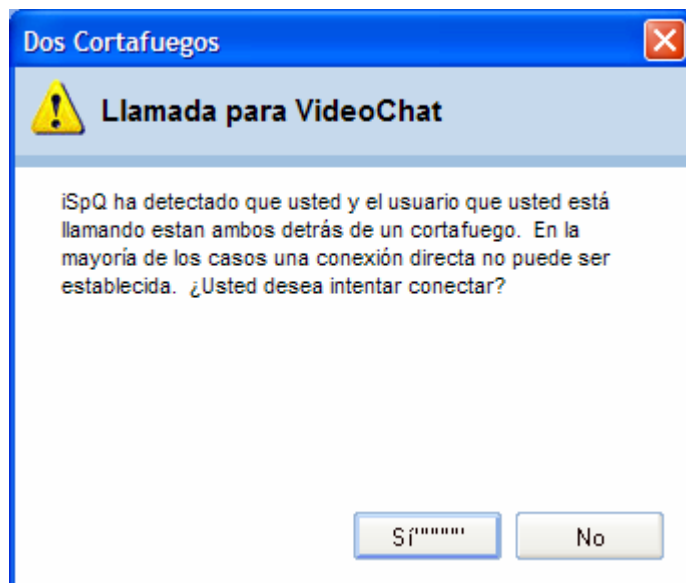 Dos Cortafuegos
Llamada para VideoChat
iSpQ ha detectado que usted y el usuario que usted está
llamando estan ambos detrás de un cortafuego.  En la
mayoría de los casos una conexión directa no puede ser
establecida.  ¿Usted desea intentar conectar?
Sí'"""""'
No